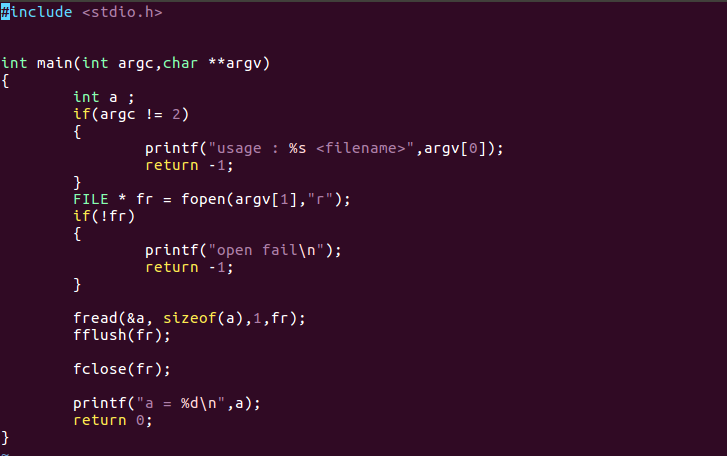 #include <stdio.h>
int main(int argc,char **argv)
{
int a ;
if(argc != 2)
{
printf("usage : %s <filename>",argv[0]);
return -1;
}
FILE * fr = fopen(argv[1],"r");
if(!fr)
{
printf("open fail\n");
return -1;
}
fread(&a, sizeof(a),1,fr);
fflush(fr);
fclose(fr);
printf("a = %d\n",a);
return 0;
}
~